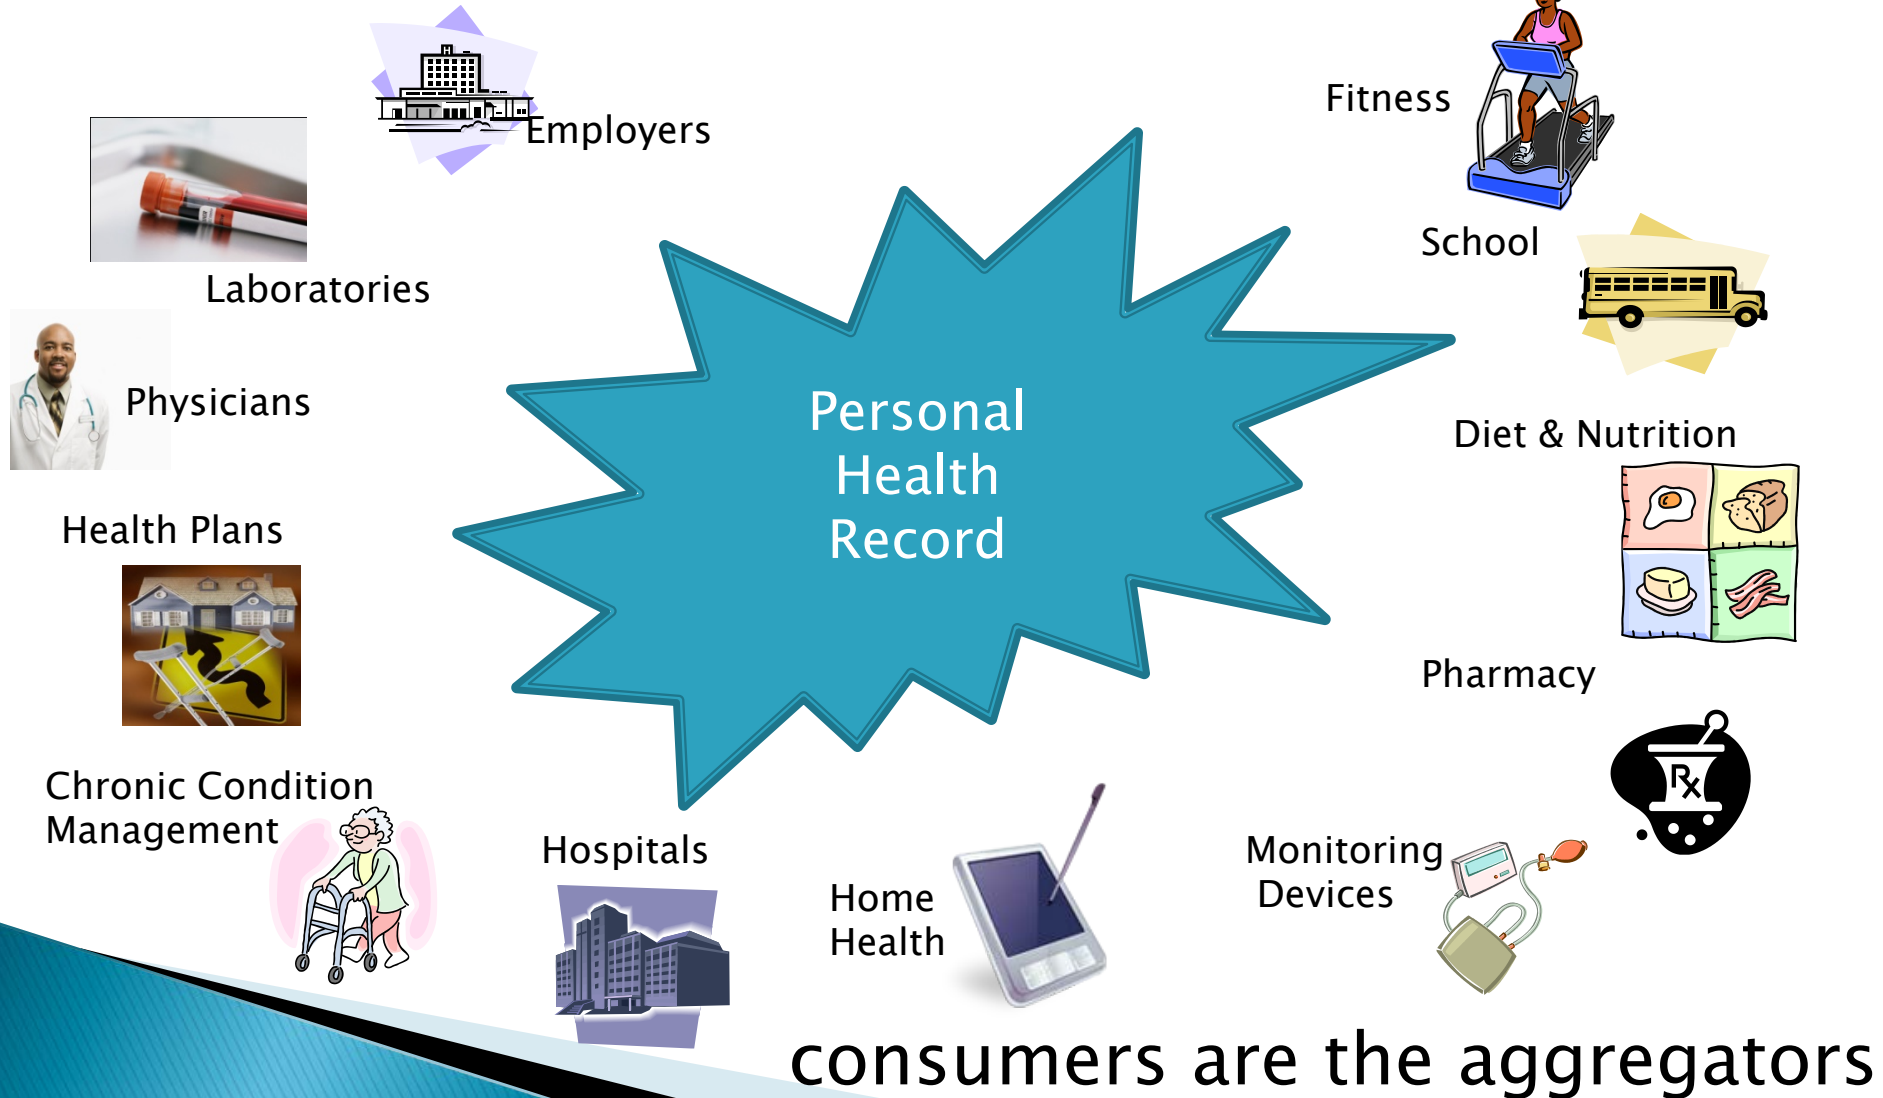 Employers
Fitness
School
Laboratories
Physicians
Personal
Health
Record
Diet & Nutrition
Health Plans
Pharmacy
Rx
Chronic Condition
Management
Hospitals
Home
Health
Monitoring
Devices
consumers are the aggregators